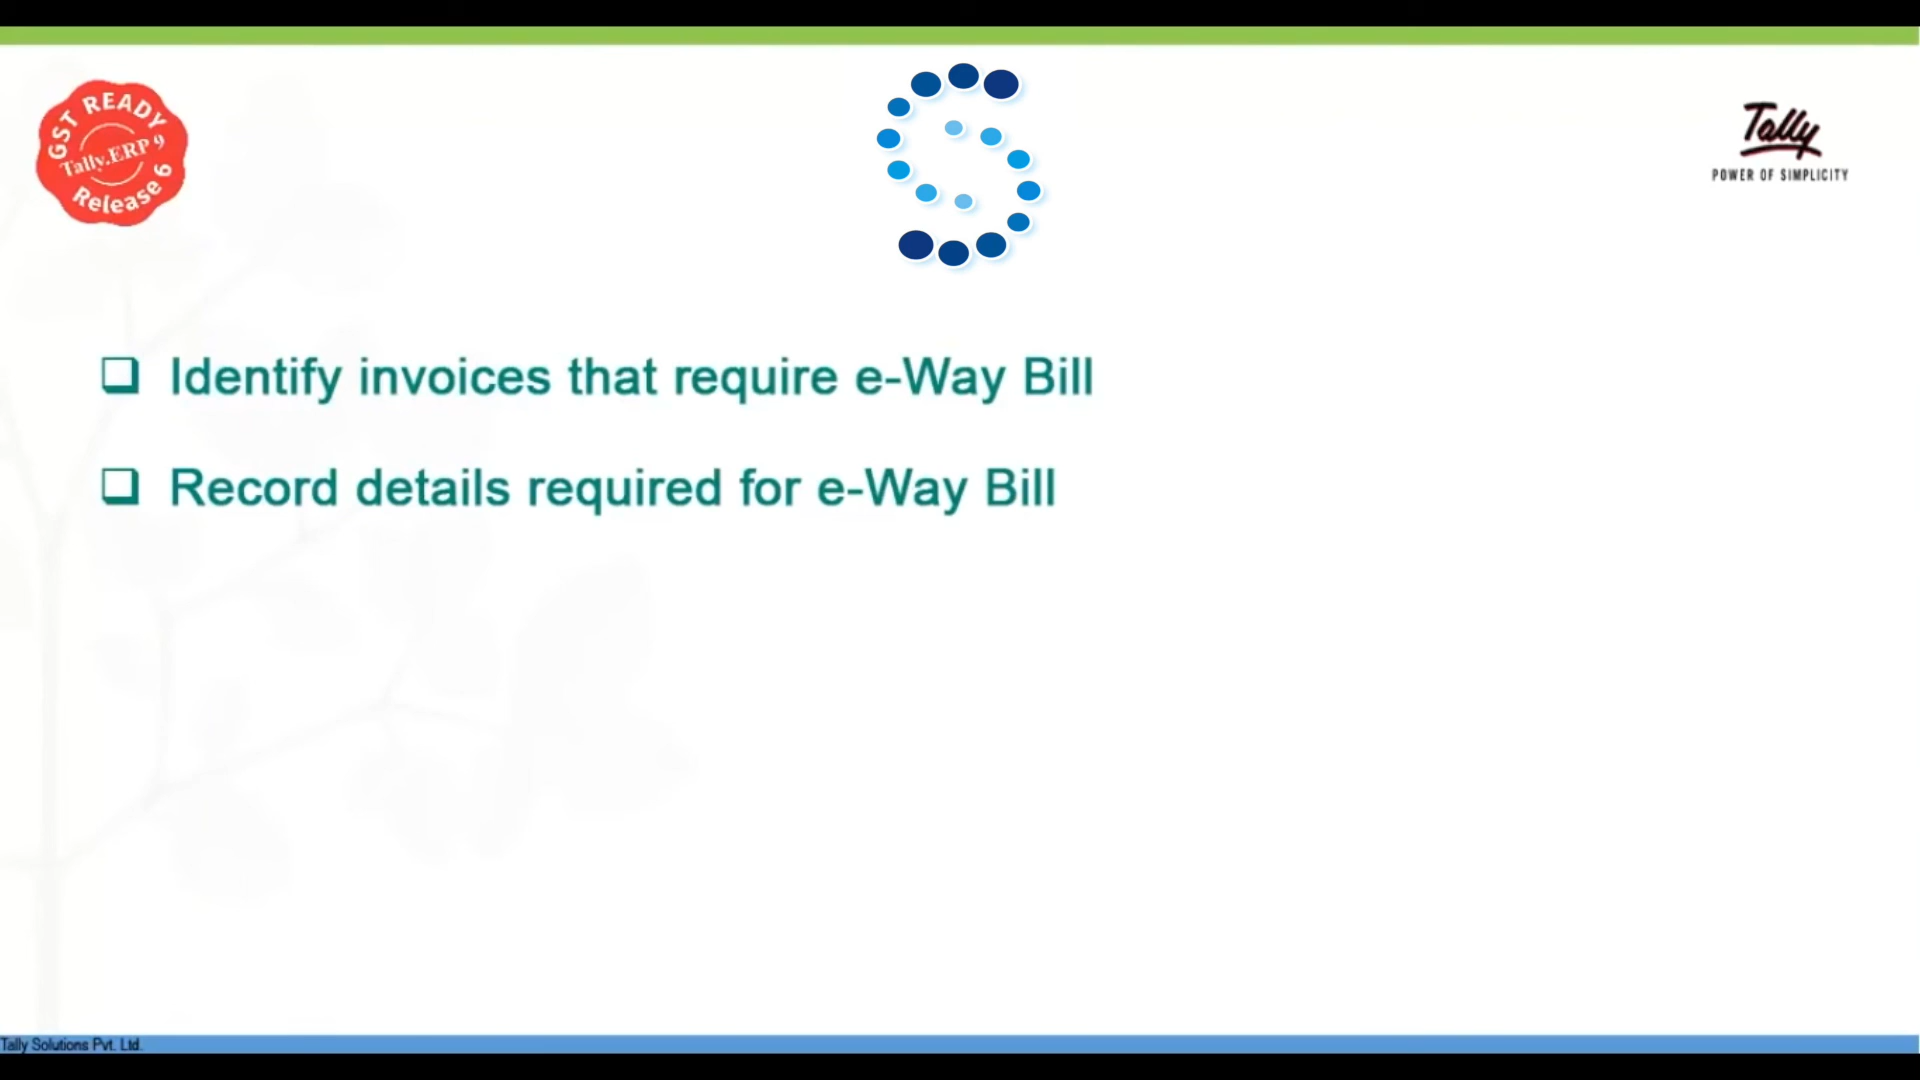 GST READY
Tally.ERP 9
Release 6
Tally
POWER OF SIMPLICITY
Identify invoices that require e-Way Bill
Record details required for e-Way Bill
Tally Solutions Pvt. Ltd.